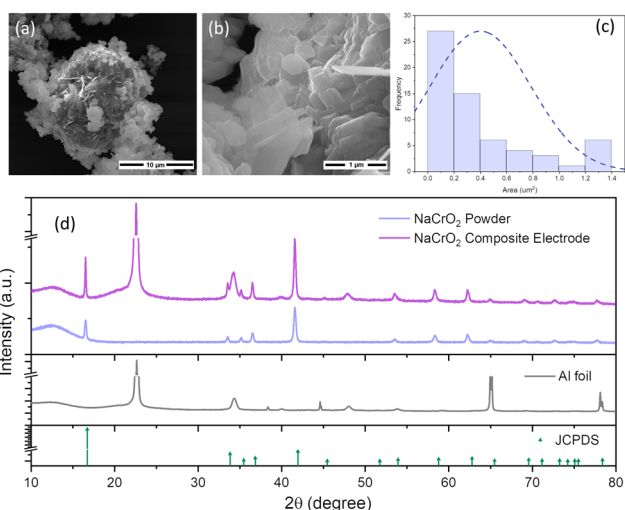 (a)
10 µm
(b)
1 µm
(c)
30
25
20
15
10
5
0
Frequency
0.0 0.2 0.4 0.6 0.8 1.0 1.2 1.4
Area (um²)
(d)
NaCrO₂ Powder
NaCrO₂ Composite Electrode
Intensity (a.u.)
Al foil
JCPDS
10 20 30 40 50 60 70 80
2θ (degree)